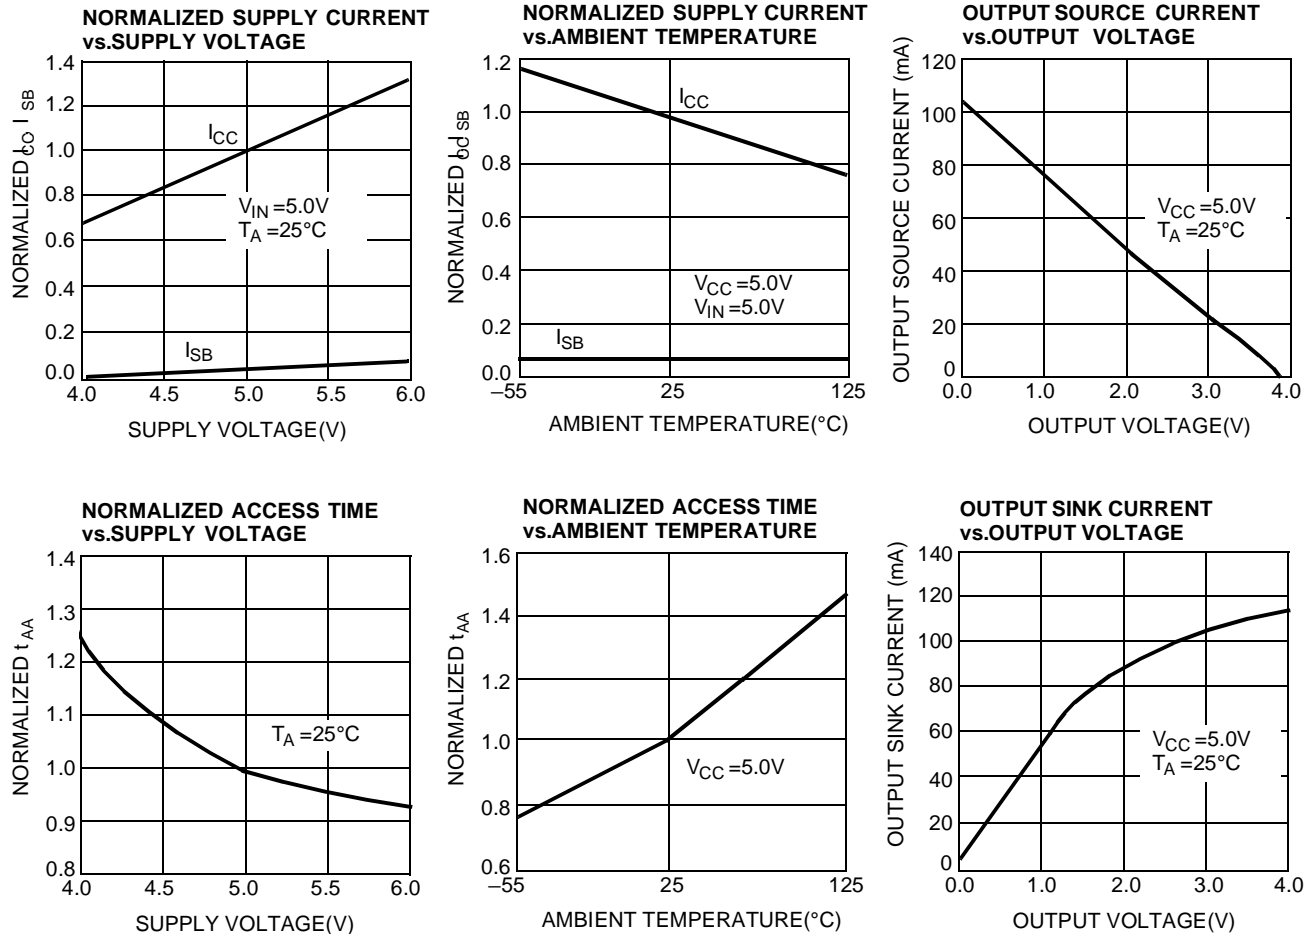 NORMALIZED SUPPLY CURRENT
vs.SUPPLY VOLTAGE
1.4
1.2
1.0
0.8
0.6
0.4
0.2
0.0
NORMALIZED ICC, ISB
ICC
VIN =5.0V
TA =25°C
ISB
4.0 4.5 5.0 5.5 6.0
SUPPLY VOLTAGE(V)
NORMALIZED SUPPLY CURRENT
vs.AMBIENT TEMPERATURE
1.2
1.0
0.8
0.6
0.4
0.2
0.0
NORMALIZED ICC, ISB
ICC
VCC =5.0V
VIN =5.0V
ISB
–55 25 125
AMBIENT TEMPERATURE(°C)
OUTPUT SOURCE CURRENT
vs.OUTPUT VOLTAGE
120
100
80
60
40
20
0
OUTPUT SOURCE CURRENT (mA)
VCC =5.0V
TA =25°C
0.0 1.0 2.0 3.0 4.0
OUTPUT VOLTAGE(V)
NORMALIZED ACCESS TIME
vs.SUPPLY VOLTAGE
1.4
1.3
1.2
1.1
1.0
0.9
0.8
NORMALIZED tAA
TA =25°C
4.0 4.5 5.0 5.5 6.0
SUPPLY VOLTAGE(V)
NORMALIZED ACCESS TIME
vs.AMBIENT TEMPERATURE
1.6
1.4
1.2
1.0
0.8
0.6
NORMALIZED tAA
VCC =5.0V
–55 25 125
AMBIENT TEMPERATURE(°C)
OUTPUT SINK CURRENT
vs.OUTPUT VOLTAGE
140
120
100
80
60
40
20
0
OUTPUT SINK CURRENT (mA)
VCC =5.0V
TA =25°C
0.0 1.0 2.0 3.0 4.0
OUTPUT VOLTAGE(V)